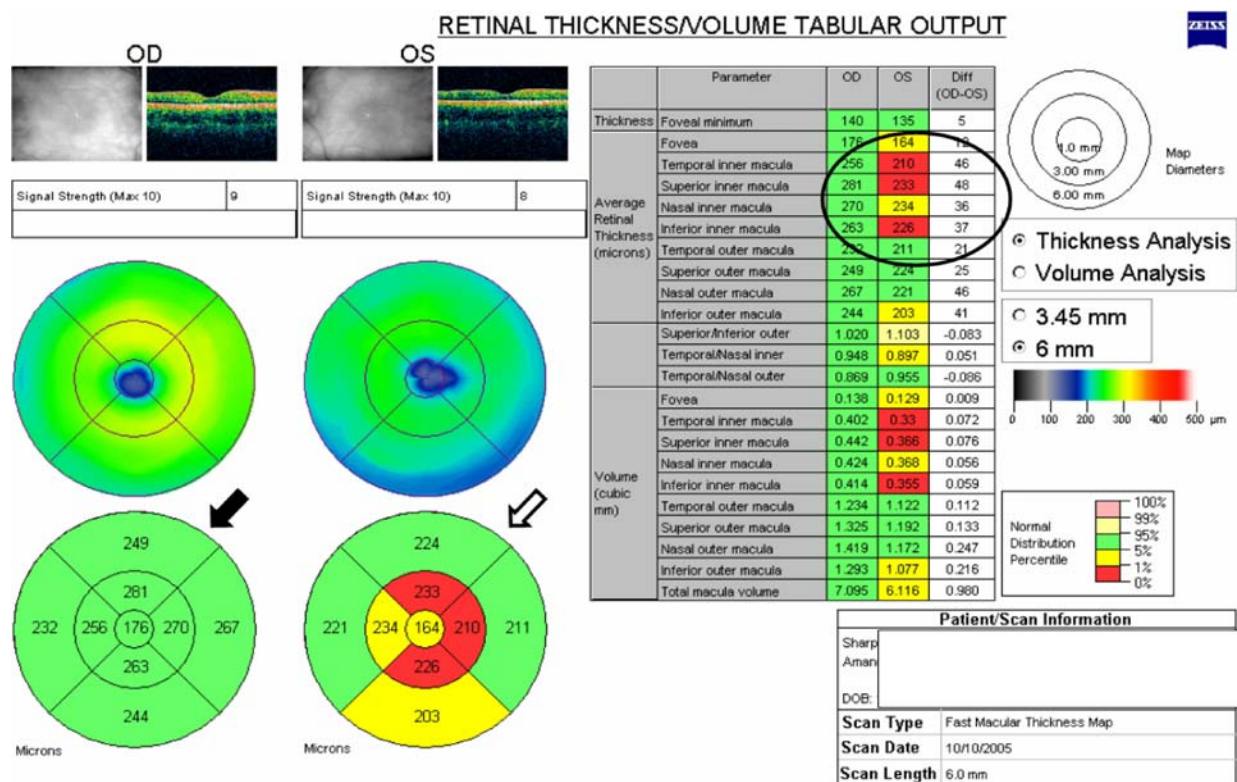 RETINAL THICKNESS/VOLUME TABULAR OUTPUT
ZEISS
OD
OS
Signal Strength (Max 10) 9
Signal Strength (Max 10) 8
Parameter OD OS Diff (OD-OS)
Thickness Foveal minimum 140 135 5
Average Retinal Thickness (microns)
Fovea 176 164 12
Temporal inner macula 256 210 46
Superior inner macula 281 233 48
Nasal inner macula 270 234 36
Inferior inner macula 263 226 37
Temporal outer macula 232 211 21
Superior outer macula 249 224 25
Nasal outer macula 267 221 46
Inferior outer macula 244 203 41
Superior/Inferior outer 1.020 1.103 -0.083
Temporal/Nasal inner 0.948 0.897 0.051
Temporal/Nasal outer 0.869 0.955 -0.086
Volume (cubic mm)
Fovea 0.138 0.129 0.009
Temporal inner macula 0.402 0.33 0.072
Superior inner macula 0.442 0.366 0.076
Nasal inner macula 0.424 0.368 0.056
Inferior inner macula 0.414 0.355 0.059
Temporal outer macula 1.234 1.122 0.112
Superior outer macula 1.325 1.192 0.133
Nasal outer macula 1.419 1.172 0.247
Inferior outer macula 1.293 1.077 0.216
Total macula volume 7.095 6.116 0.980
1.0 mm
3.00 mm
6.00 mm
Map
Diameters
Thickness Analysis
Volume Analysis
3.45 mm
6 mm
0 100 200 300 400 500 µm
Normal
Distribution
Percentile
100%
99%
95%
5%
1%
0%
249
281
232 256 176 270 267
263
244
Microns
224
233
221 234 164 210 211
226
203
Microns
Patient/Scan Information
Sharp
Aman
DOB:
Scan Type Fast Macular Thickness Map
Scan Date 10/10/2005
Scan Length 6.0 mm